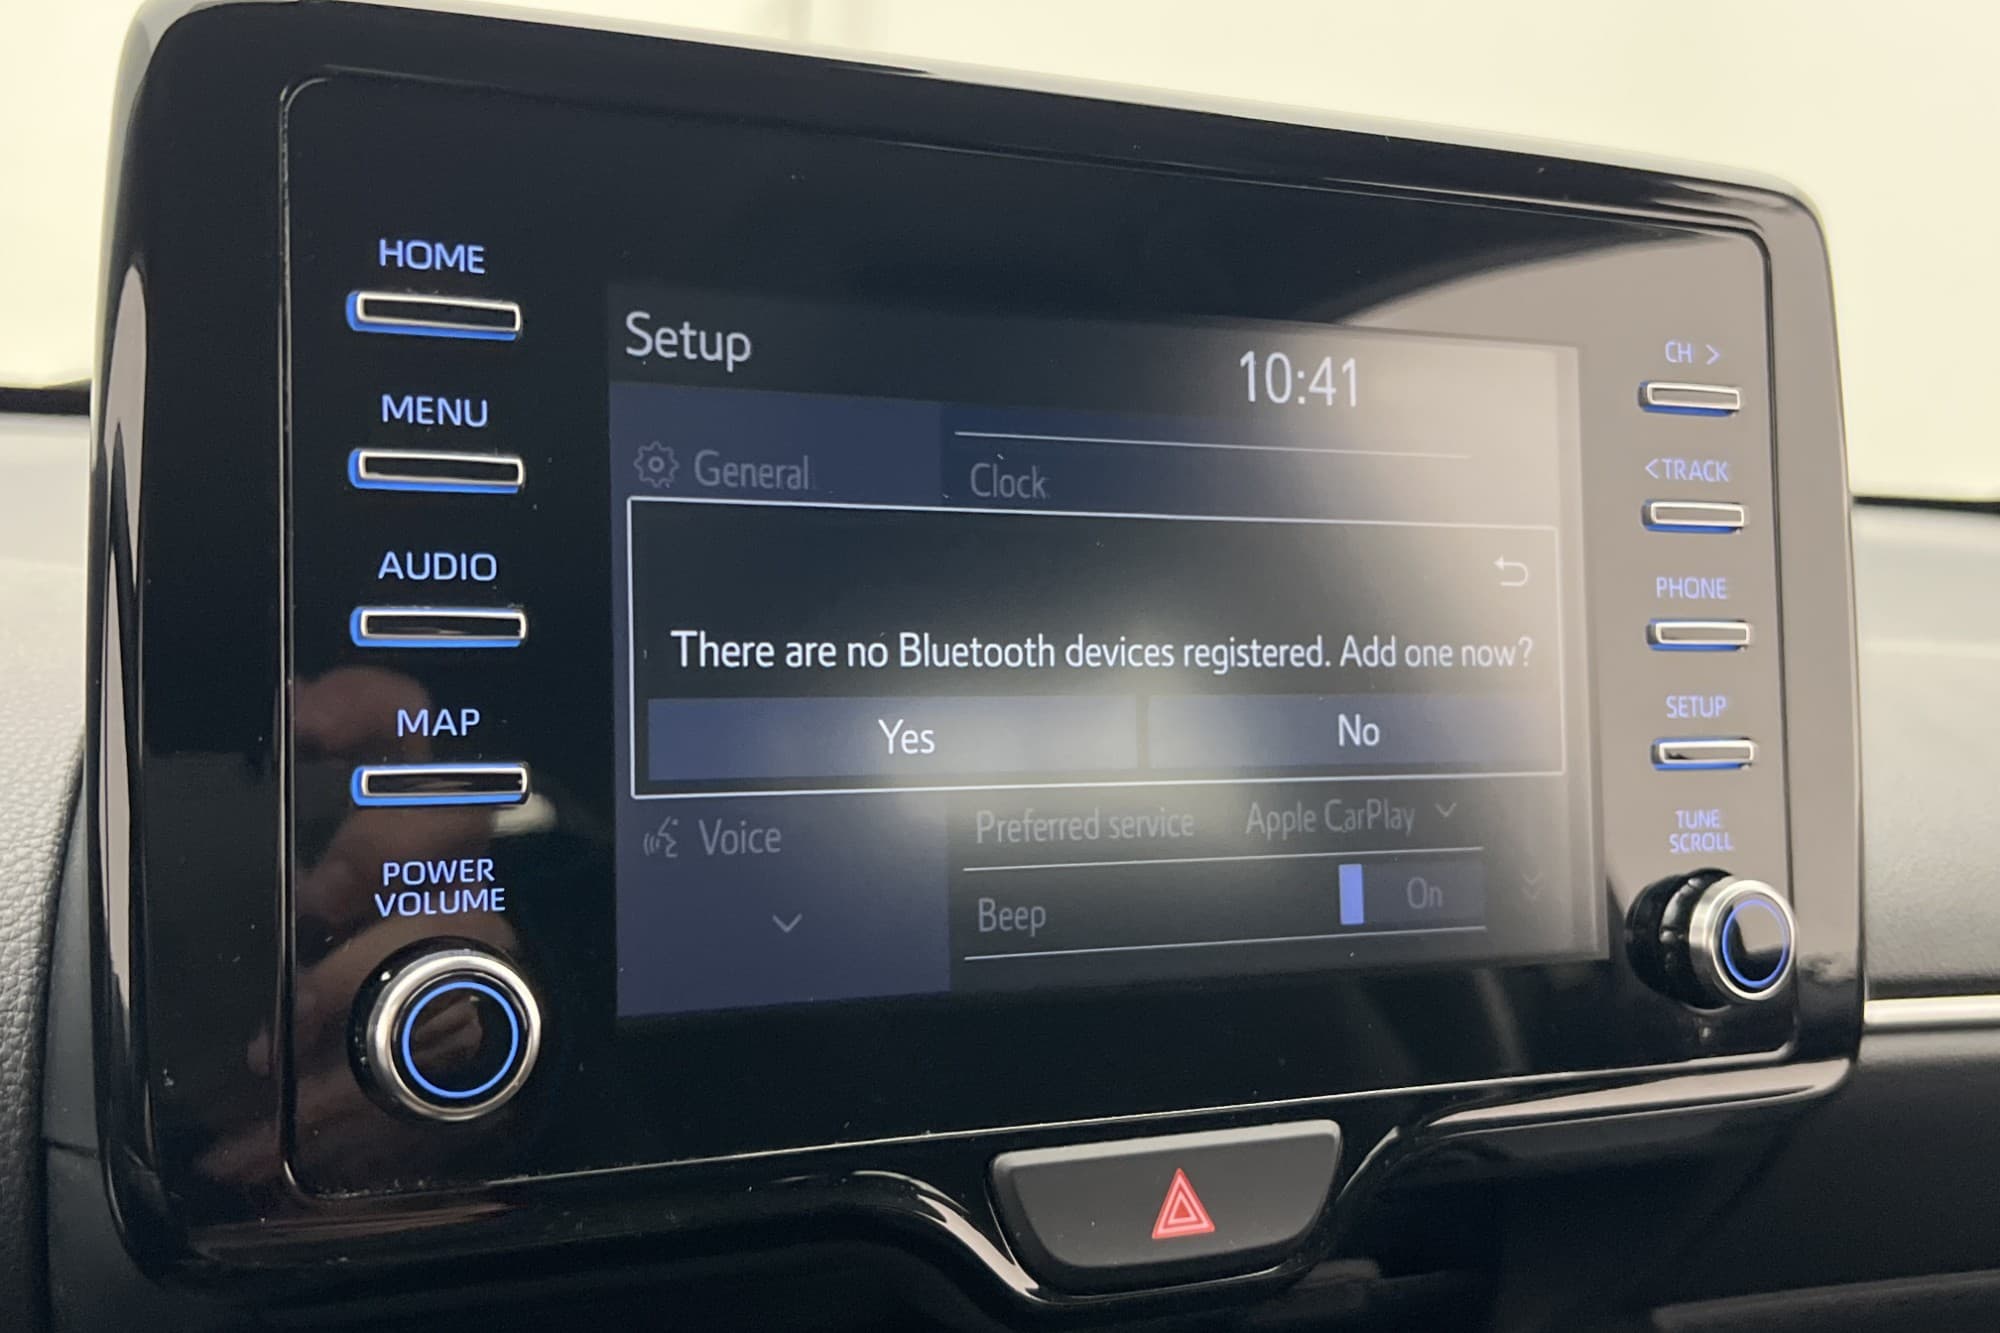 HOME
MENU
AUDIO
MAP
POWER
VOLUME
Setup
10:41
General
Clock
There are no Bluetooth devices registered. Add one now?
Yes
No
Voice
Preferred service
Apple CarPlay
Beep
On
CH >
<TRACK
PHONE
SETUP
TUNE
SCROLL